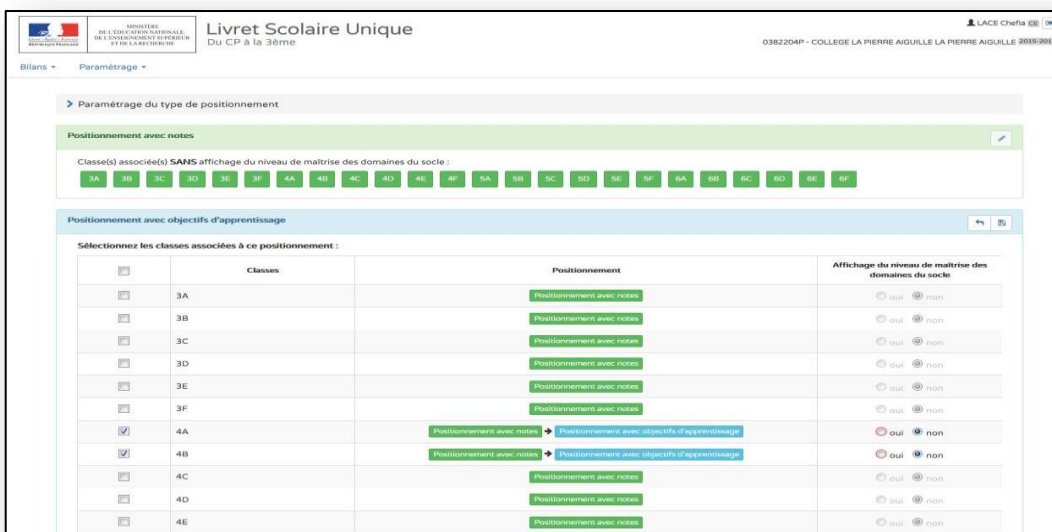 MINISTÈRE
DE L'ÉDUCATION NATIONALE,
DE L'ENSEIGNEMENT SUPÉRIEUR
ET DE LA RECHERCHE
Livret Scolaire Unique
Du CP à la 3ème
LACE Chefia CE
0382204P - COLLEGE LA PIERRE AIGUILLE LA PIERRE AIGUILLE 2015-201
Bilans Paramétrage
Paramétrage du type de positionnement
Positionnement avec notes
Classe(s) associée(s) SANS affichage du niveau de maîtrise des domaines du socle :
3A 3B 3C 3D 3E 3F 4A 4B 4C 4D 4E 4F 5A 5B 5C 5D 5E 5F 6A 6B 6C 6D 6E 6F
Positionnement avec objectifs d'apprentissage
Sélectionnez les classes associées à ce positionnement :
Classes Positionnement Affichage du niveau de maîtrise des
domaines du socle
3A Positionnement avec notes oui non
3B Positionnement avec notes oui non
3C Positionnement avec notes oui non
3D Positionnement avec notes oui non
3E Positionnement avec notes oui non
3F Positionnement avec notes oui non
4A Positionnement avec notes → Positionnement avec objectifs d'apprentissage oui non
4B Positionnement avec notes → Positionnement avec objectifs d'apprentissage oui non
4C Positionnement avec notes oui non
4D Positionnement avec notes oui non
4E Positionnement avec notes oui non